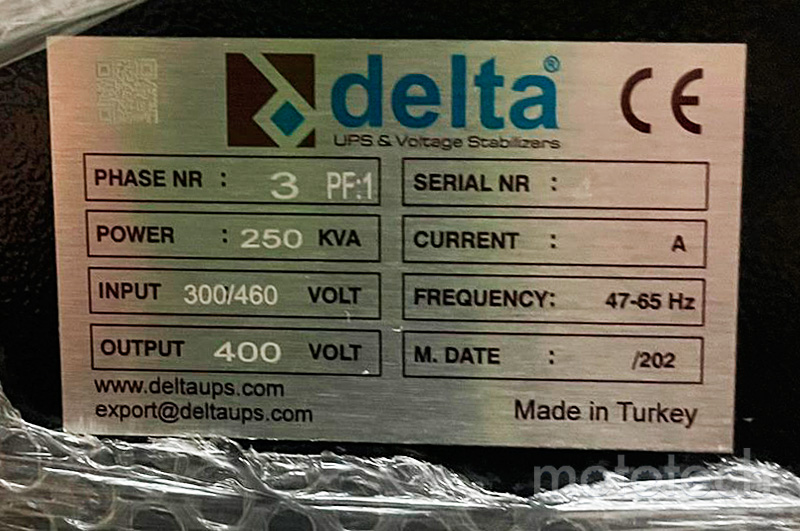 delta®
UPS & Voltage Stabilizers
CE
PHASE NR : 3 PF:1
SERIAL NR :
POWER : 250 KVA
CURRENT : A
INPUT 300/460 VOLT
FREQUENCY: 47-65 Hz
OUTPUT 400 VOLT
M. DATE : /202
www.deltaups.com
export@deltaups.com
Made in Turkey
mototech